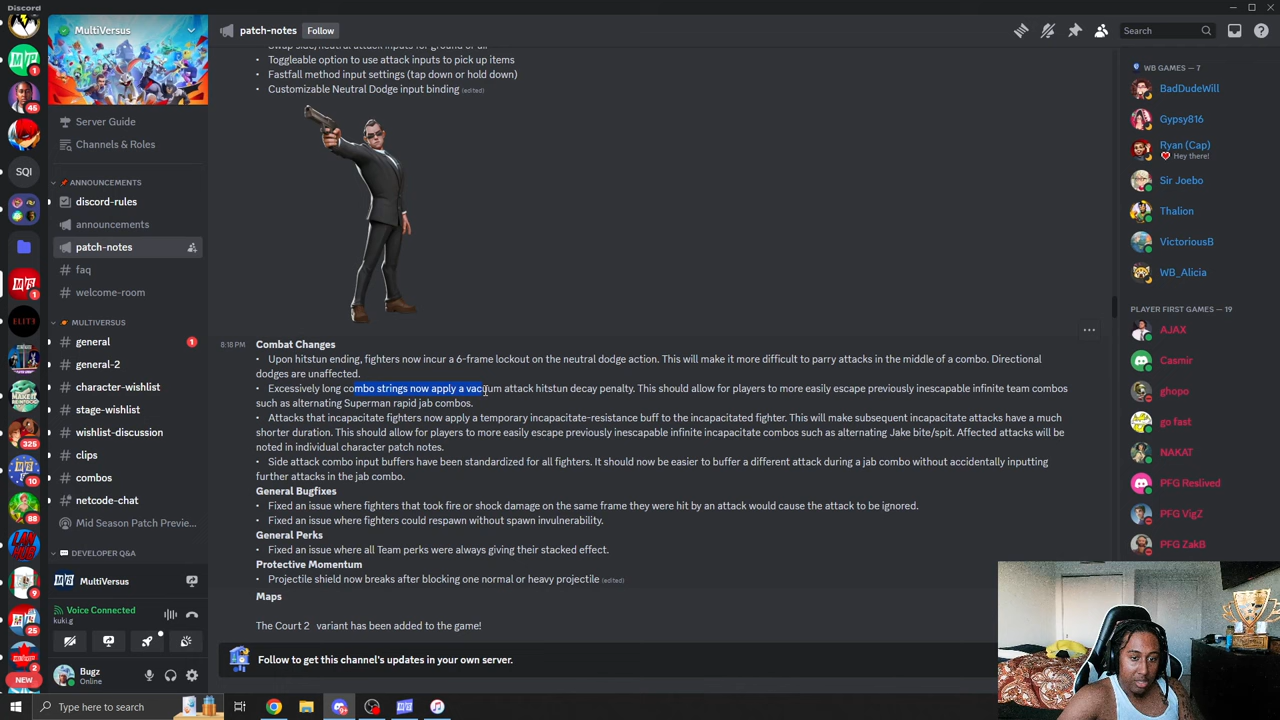 Discord
MultiVersus
patch-notes
Follow
Search
Server Guide
Channels & Roles
ANNOUNCEMENTS
discord-rules
announcements
patch-notes
faq
welcome-room
MULTIVERSUS
general
1
general-2
character-wishlist
stage-wishlist
wishlist-discussion
clips
combos
netcode-chat
Mid Season Patch Previe...
DEVELOPER Q&A
MultiVersus
Voice Connected
kuki.g
Bugz
Online
1
45
SQI
1
ELITE
325
10
88
9
25
2
NEW
• Swap side/neutral attack inputs for ground or air
• Toggleable option to use attack inputs to pick up items
• Fastfall method input settings (tap down or hold down)
• Customizable Neutral Dodge input binding (edited)
8:18 PM
Combat Changes
• Upon hitstun ending, fighters now incur a 6-frame lockout on the neutral dodge action. This will make it more difficult to parry attacks in the middle of a combo. Directional
dodges are unaffected.
• Excessively long combo strings now apply a vacuum attack hitstun decay penalty. This should allow for players to more easily escape previously inescapable infinite team combos
such as alternating Superman rapid jab combos.
• Attacks that incapacitate fighters now apply a temporary incapacitate-resistance buff to the incapacitated fighter. This will make subsequent incapacitate attacks have a much
shorter duration. This should allow for players to more easily escape previously inescapable infinite incapacitate combos such as alternating Jake bite/spit. Affected attacks will be
noted in individual character patch notes.
• Side attack combo input buffers have been standardized for all fighters. It should now be easier to buffer a different attack during a jab combo without accidentally inputting
further attacks in the jab combo.
General Bugfixes
• Fixed an issue where fighters that took fire or shock damage on the same frame they were hit by an attack would cause the attack to be ignored.
• Fixed an issue where fighters could respawn without spawn invulnerability.
General Perks
• Fixed an issue where all Team perks were always giving their stacked effect.
Protective Momentum
• Projectile shield now breaks after blocking one normal or heavy projectile (edited)
Maps
The Court 2 variant has been added to the game!
Follow to get this channel's updates in your own server.
WB GAMES — 7
BadDudeWill
Gypsy816
Ryan (Cap)
Hey there!
Sir Joebo
Thalion
VictoriousB
WB_Alicia
PLAYER FIRST GAMES — 19
AJAX
Casmir
ghopo
go fast
NAKAT
PFG Reslived
PFG VigZ
PFG ZakB
Type here to search